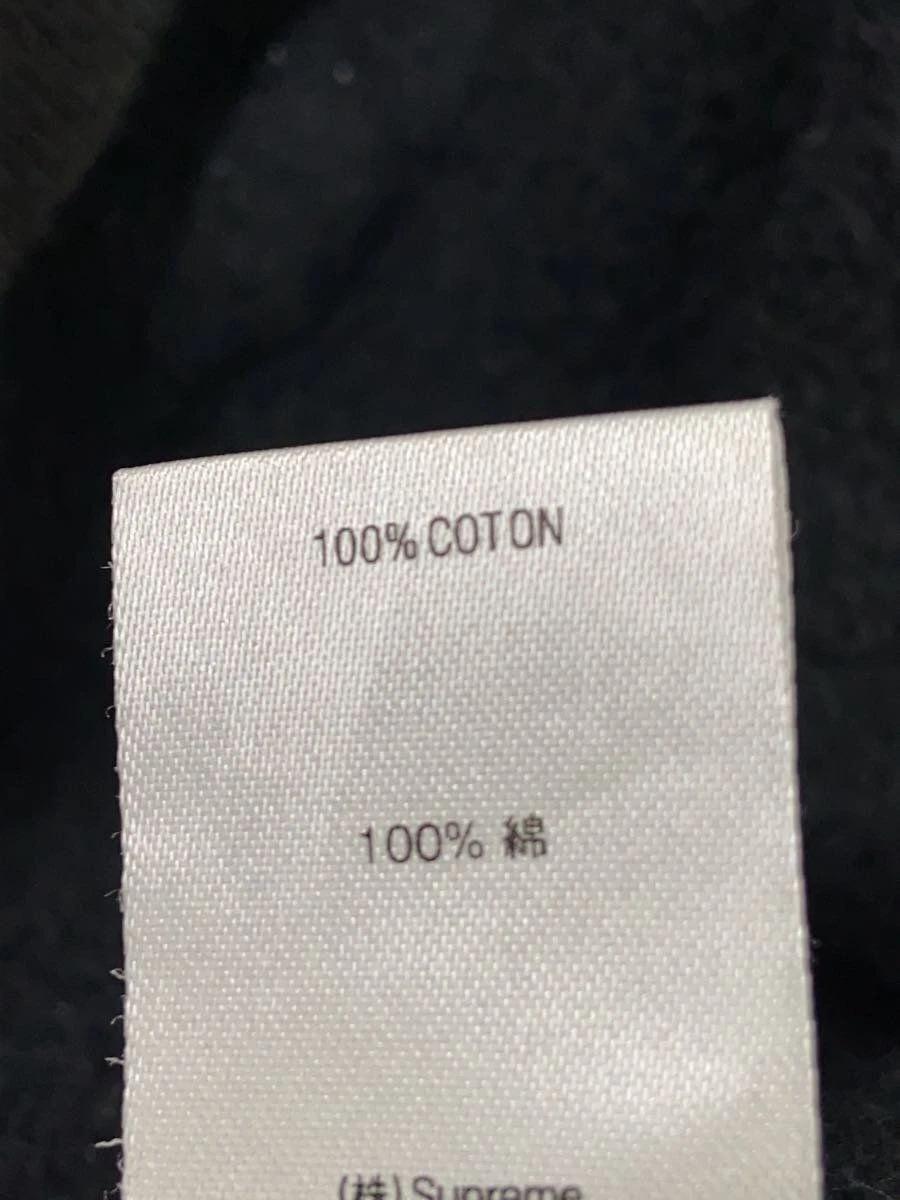 100% COTON
100% 綿
(株) Supreme